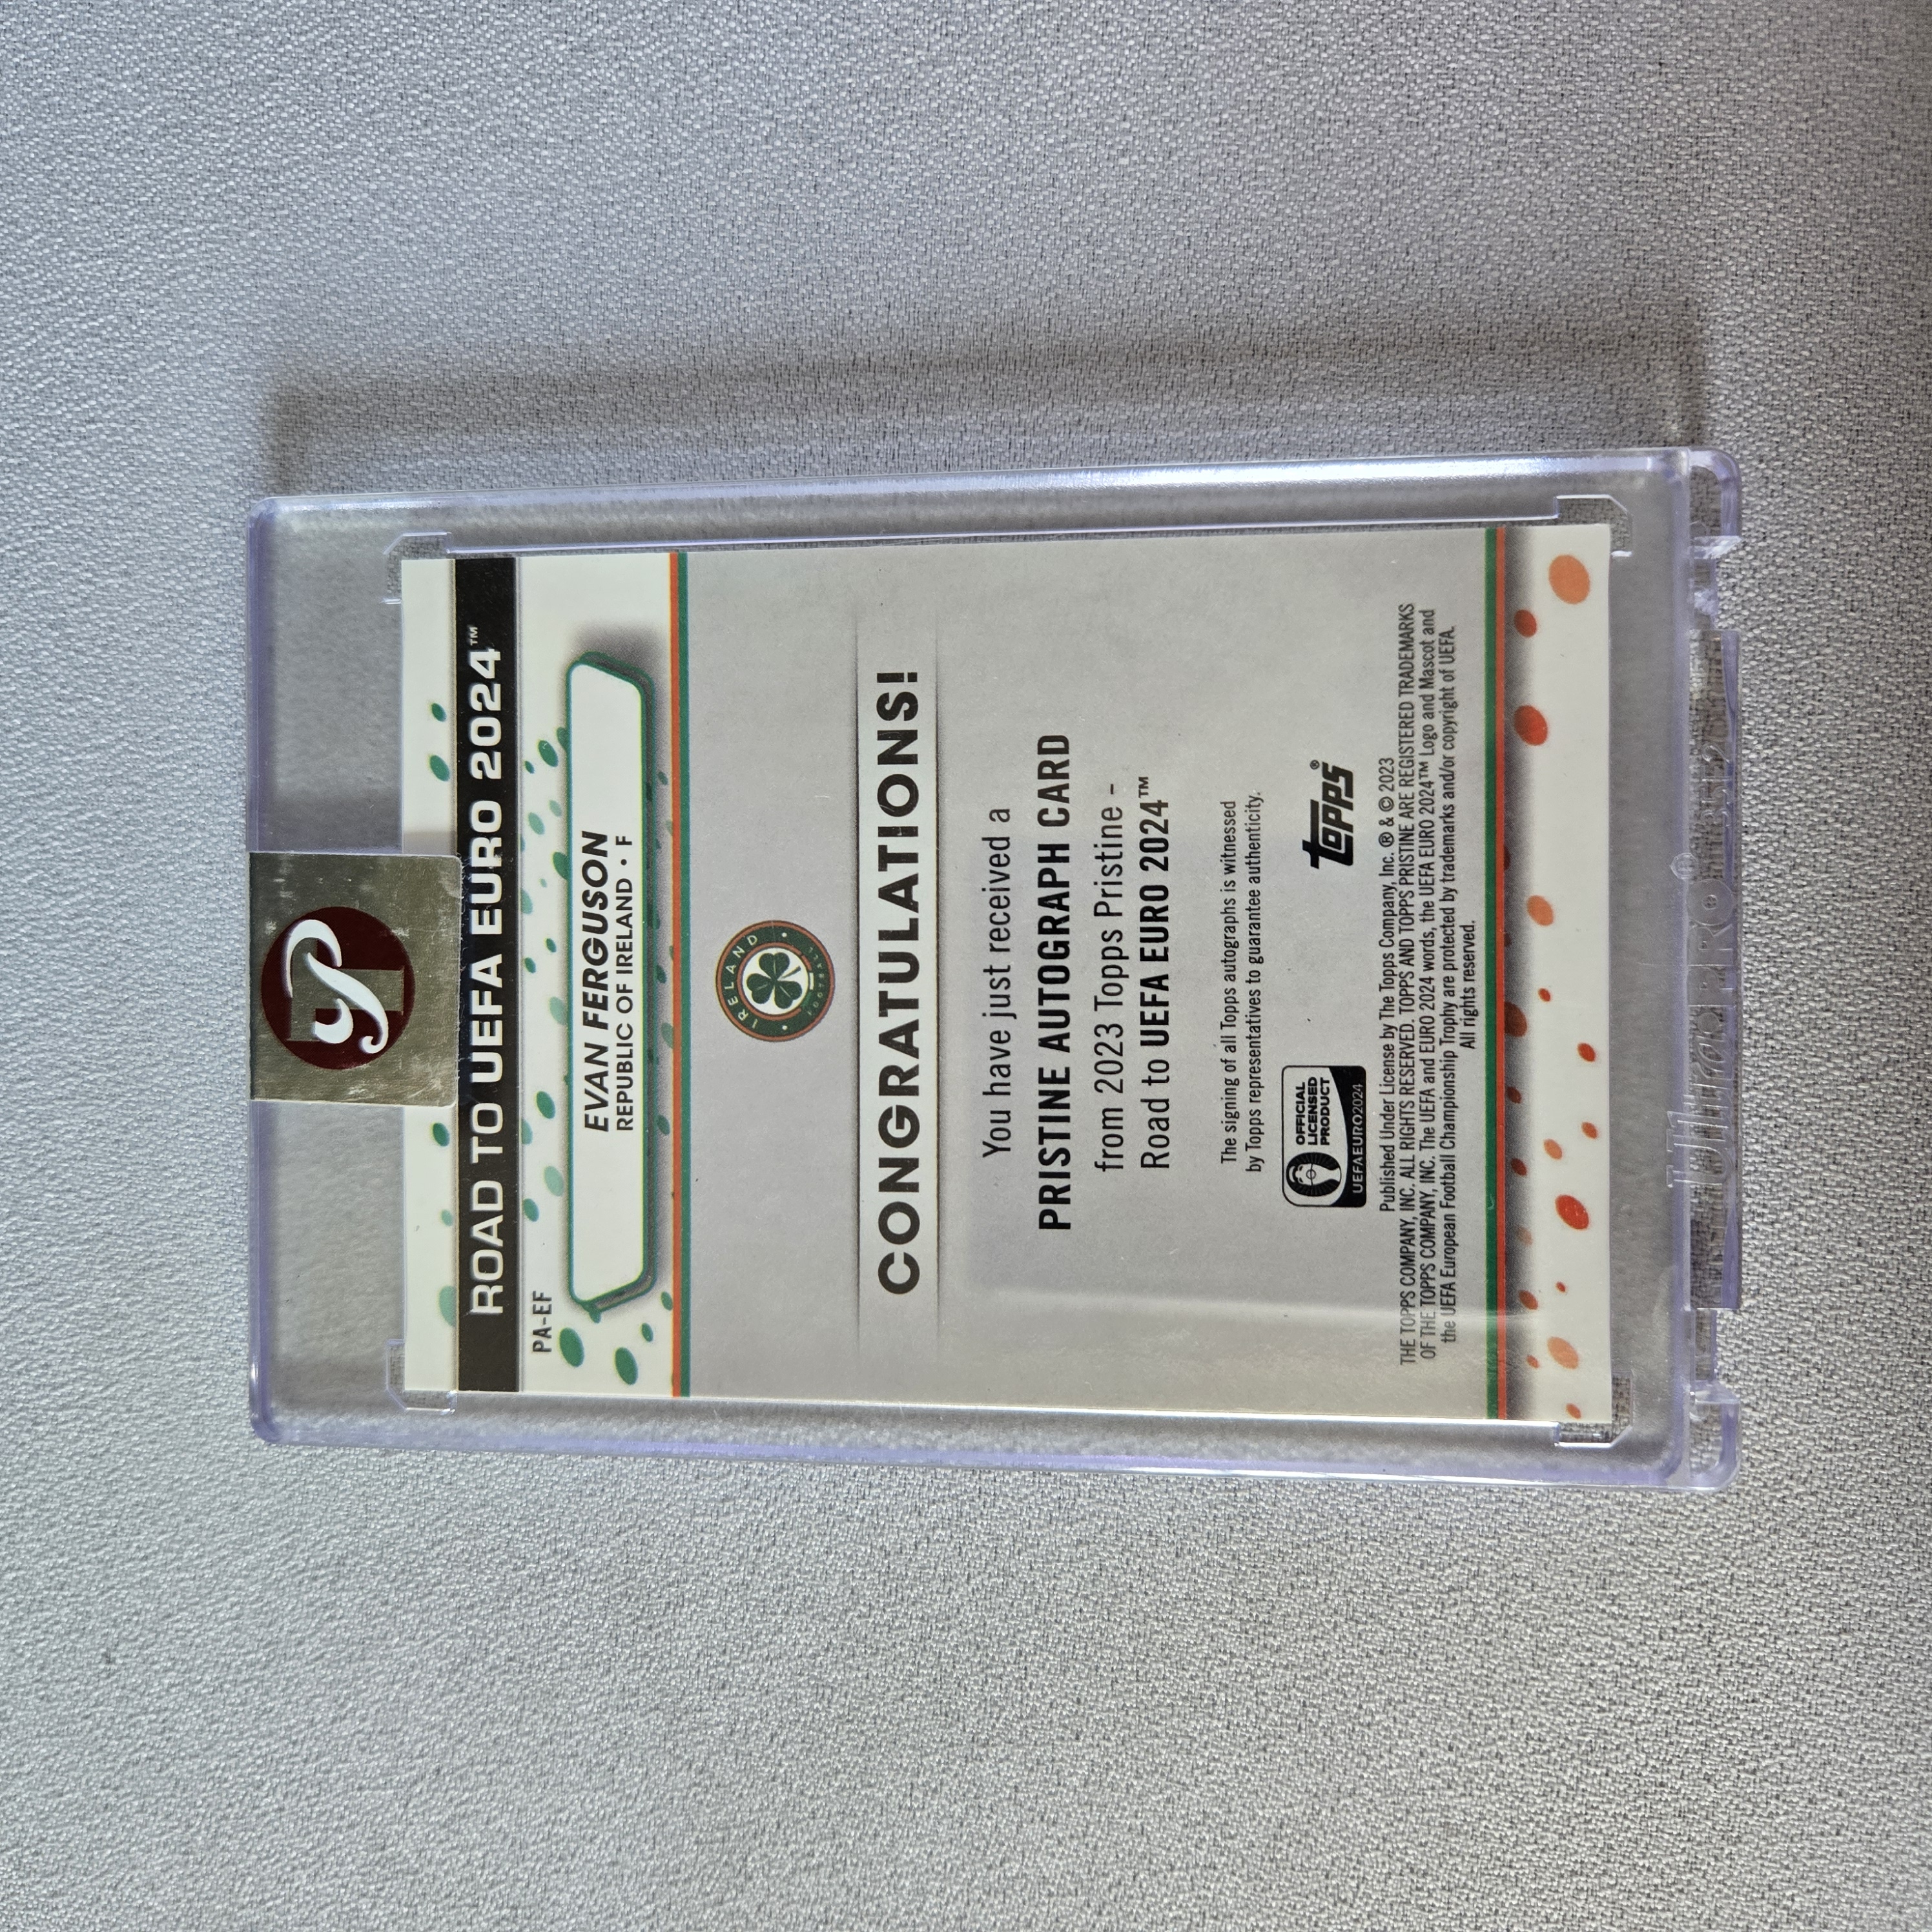 ROAD TO UEFA EURO 2024™
PA-EF
EVAN FERGUSON
REPUBLIC OF IRELAND · F
IRELAND
FOOTBALL
CONGRATULATIONS!
You have just received a
PRISTINE AUTOGRAPH CARD
from 2023 Topps Pristine -
Road to UEFA EURO 2024™
The signing of all Topps autographs is witnessed
by Topps representatives to guarantee authenticity.
OFFICIAL
LICENSED
PRODUCT
UEFA EURO2024
topps®
Published Under License by The Topps Company, Inc. ® & © 2023
THE TOPPS COMPANY, INC. ALL RIGHTS RESERVED. TOPPS AND TOPPS PRISTINE ARE REGISTERED TRADEMARKS
OF THE TOPPS COMPANY, INC. The UEFA and EURO 2024 words, the UEFA EURO 2024™ Logo and Mascot and
the UEFA European Football Championship Trophy are protected by trademarks and/or copyright of UEFA.
All rights reserved.
Ultra PRO®